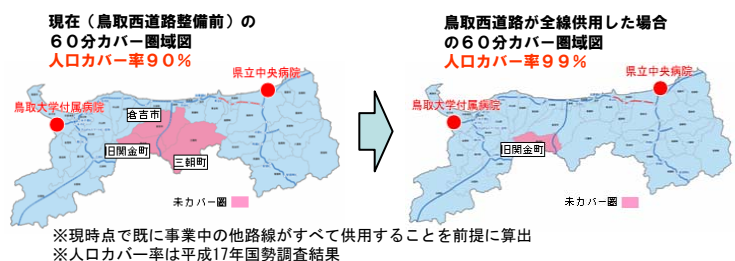 現在（鳥取西道路整備前）の
６０分カバー圏域図
人口カバー率９０％
県立中央病院
鳥取大学付属病院
倉吉市
旧関金町
三朝町
未カバー圏
鳥取西道路が全線供用した場合
の６０分カバー圏域図
人口カバー率９９％
県立中央病院
鳥取大学付属病院
旧関金町
未カバー圏
※現時点で既に事業中の他路線がすべて供用することを前提に算出
※人口カバー率は平成17年国勢調査結果